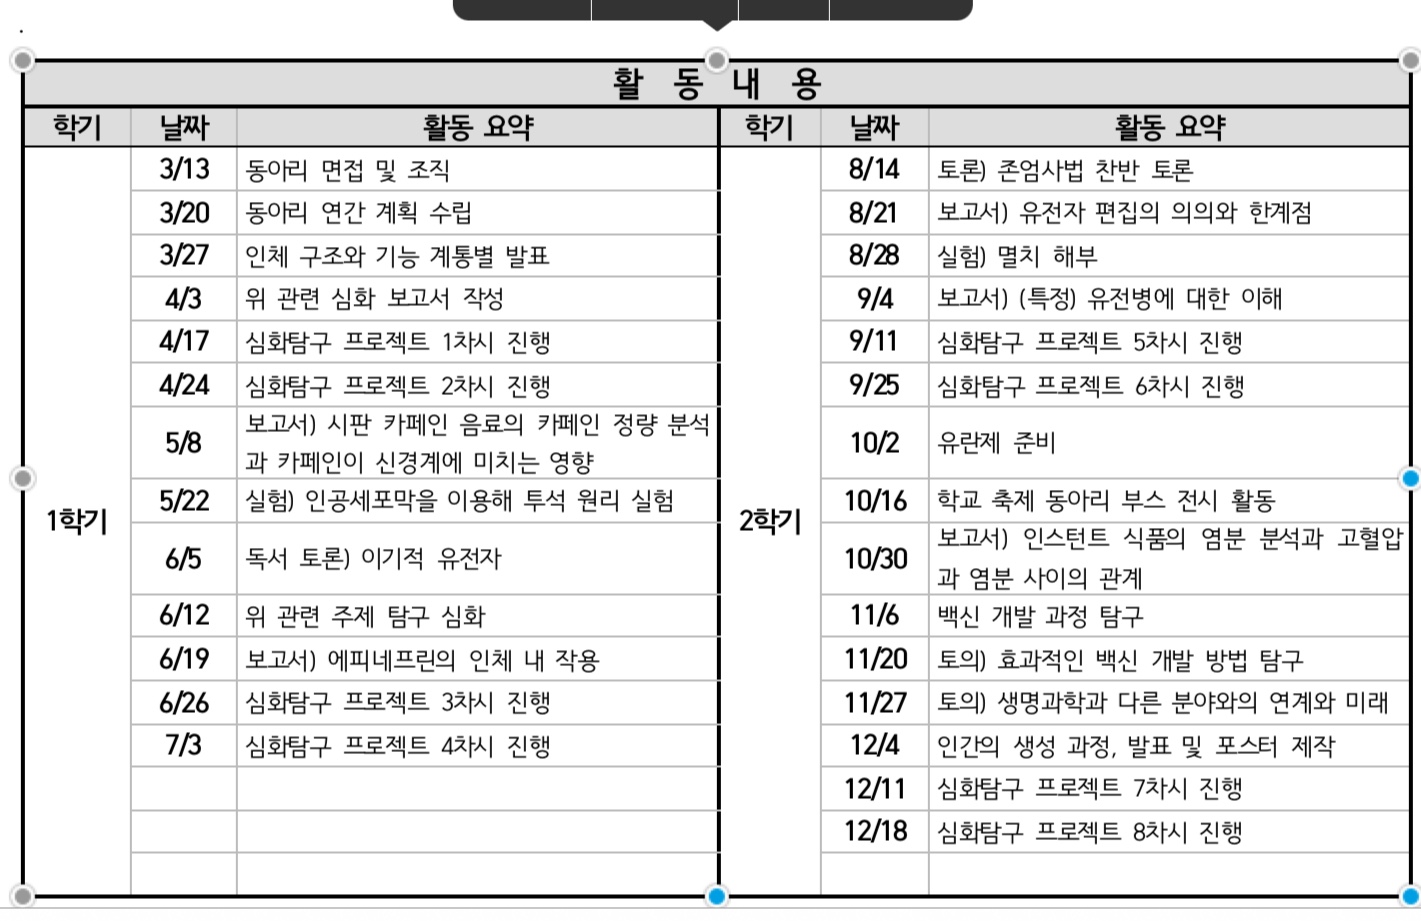 활 동 내 용
학기 날짜 활동 요약 학기 날짜 활동 요약
1학기
3/13 동아리 면접 및 조직
3/20 동아리 연간 계획 수립
3/27 인체 구조와 기능 계통별 발표
4/3 위 관련 심화 보고서 작성
4/17 심화탐구 프로젝트 1차시 진행
4/24 심화탐구 프로젝트 2차시 진행
5/8 보고서) 시판 카페인 음료의 카페인 정량 분석
과 카페인이 신경계에 미치는 영향
5/22 실험) 인공세포막을 이용해 투석 원리 실험
6/5 독서 토론) 이기적 유전자
6/12 위 관련 주제 탐구 심화
6/19 보고서) 에피네프린의 인체 내 작용
6/26 심화탐구 프로젝트 3차시 진행
7/3 심화탐구 프로젝트 4차시 진행
2학기
8/14 토론) 존엄사법 찬반 토론
8/21 보고서) 유전자 편집의 의의와 한계점
8/28 실험) 멸치 해부
9/4 보고서) (특정) 유전병에 대한 이해
9/11 심화탐구 프로젝트 5차시 진행
9/25 심화탐구 프로젝트 6차시 진행
10/2 유란제 준비
10/16 학교 축제 동아리 부스 전시 활동
10/30 보고서) 인스턴트 식품의 염분 분석과 고혈압
과 염분 사이의 관계
11/6 백신 개발 과정 탐구
11/20 토의) 효과적인 백신 개발 방법 탐구
11/27 토의) 생명과학과 다른 분야와의 연계와 미래
12/4 인간의 생성 과정, 발표 및 포스터 제작
12/11 심화탐구 프로젝트 7차시 진행
12/18 심화탐구 프로젝트 8차시 진행